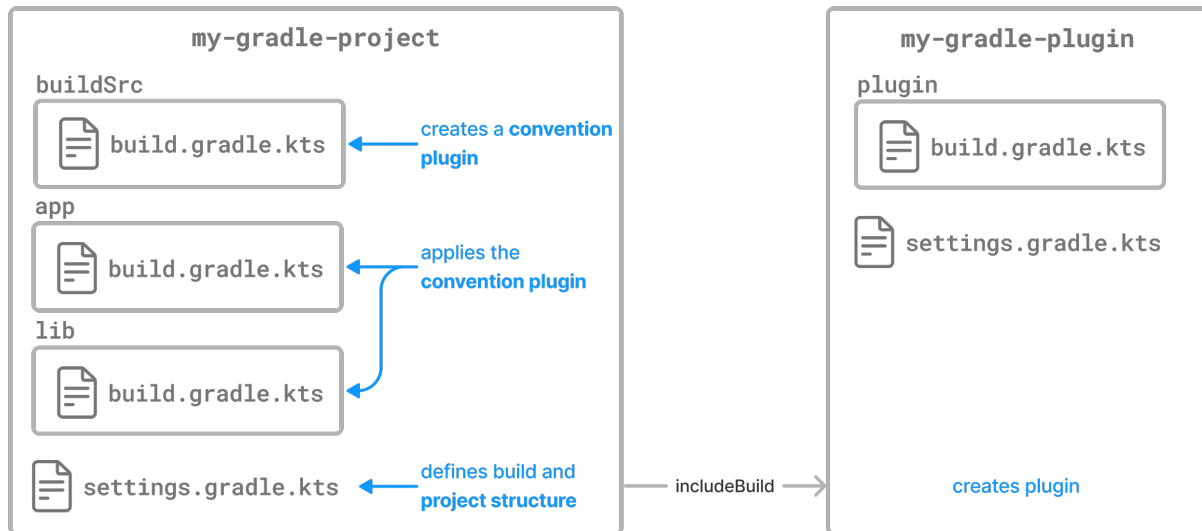 my-gradle-project
buildSrc
build.gradle.kts
creates a convention
plugin
app
build.gradle.kts
applies the
convention plugin
lib
build.gradle.kts
settings.gradle.kts
defines build and
project structure
includeBuild
my-gradle-plugin
plugin
build.gradle.kts
settings.gradle.kts
creates plugin